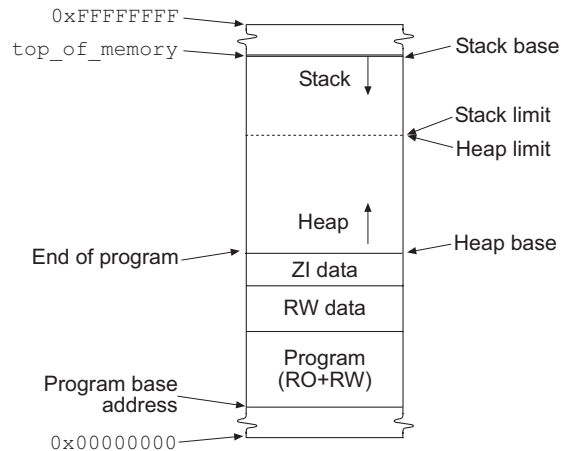 0xFFFFFFFF
top_of_memory
Stack base
Stack
Stack limit
Heap limit
Heap
End of program
Heap base
ZI data
RW data
Program
(RO+RW)
Program base
address
0x00000000